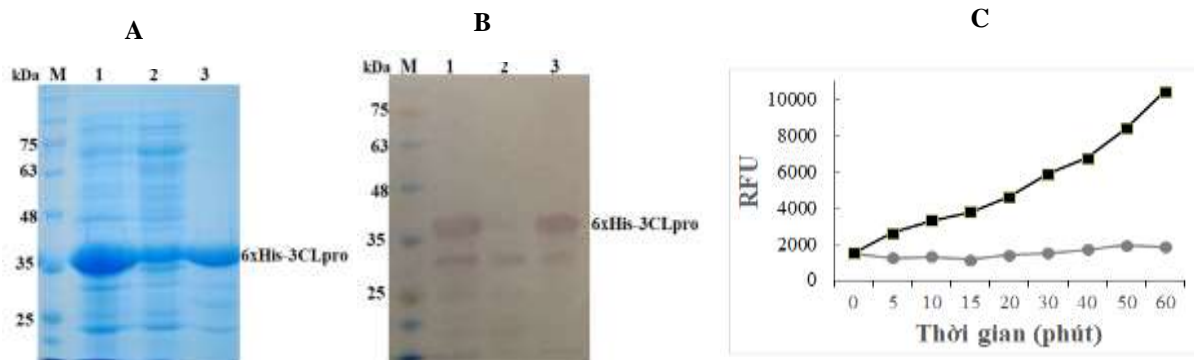 A
kDa M 1 2 3
75
63
48
35
25
6xHis-3CLpro
B
kDa M 1 2 3
75
63
48
35
25
6xHis-3CLpro
C
RFU
10000
8000
6000
4000
2000
0
0 5 10 15 20 30 40 50 60
Thời gian (phút)